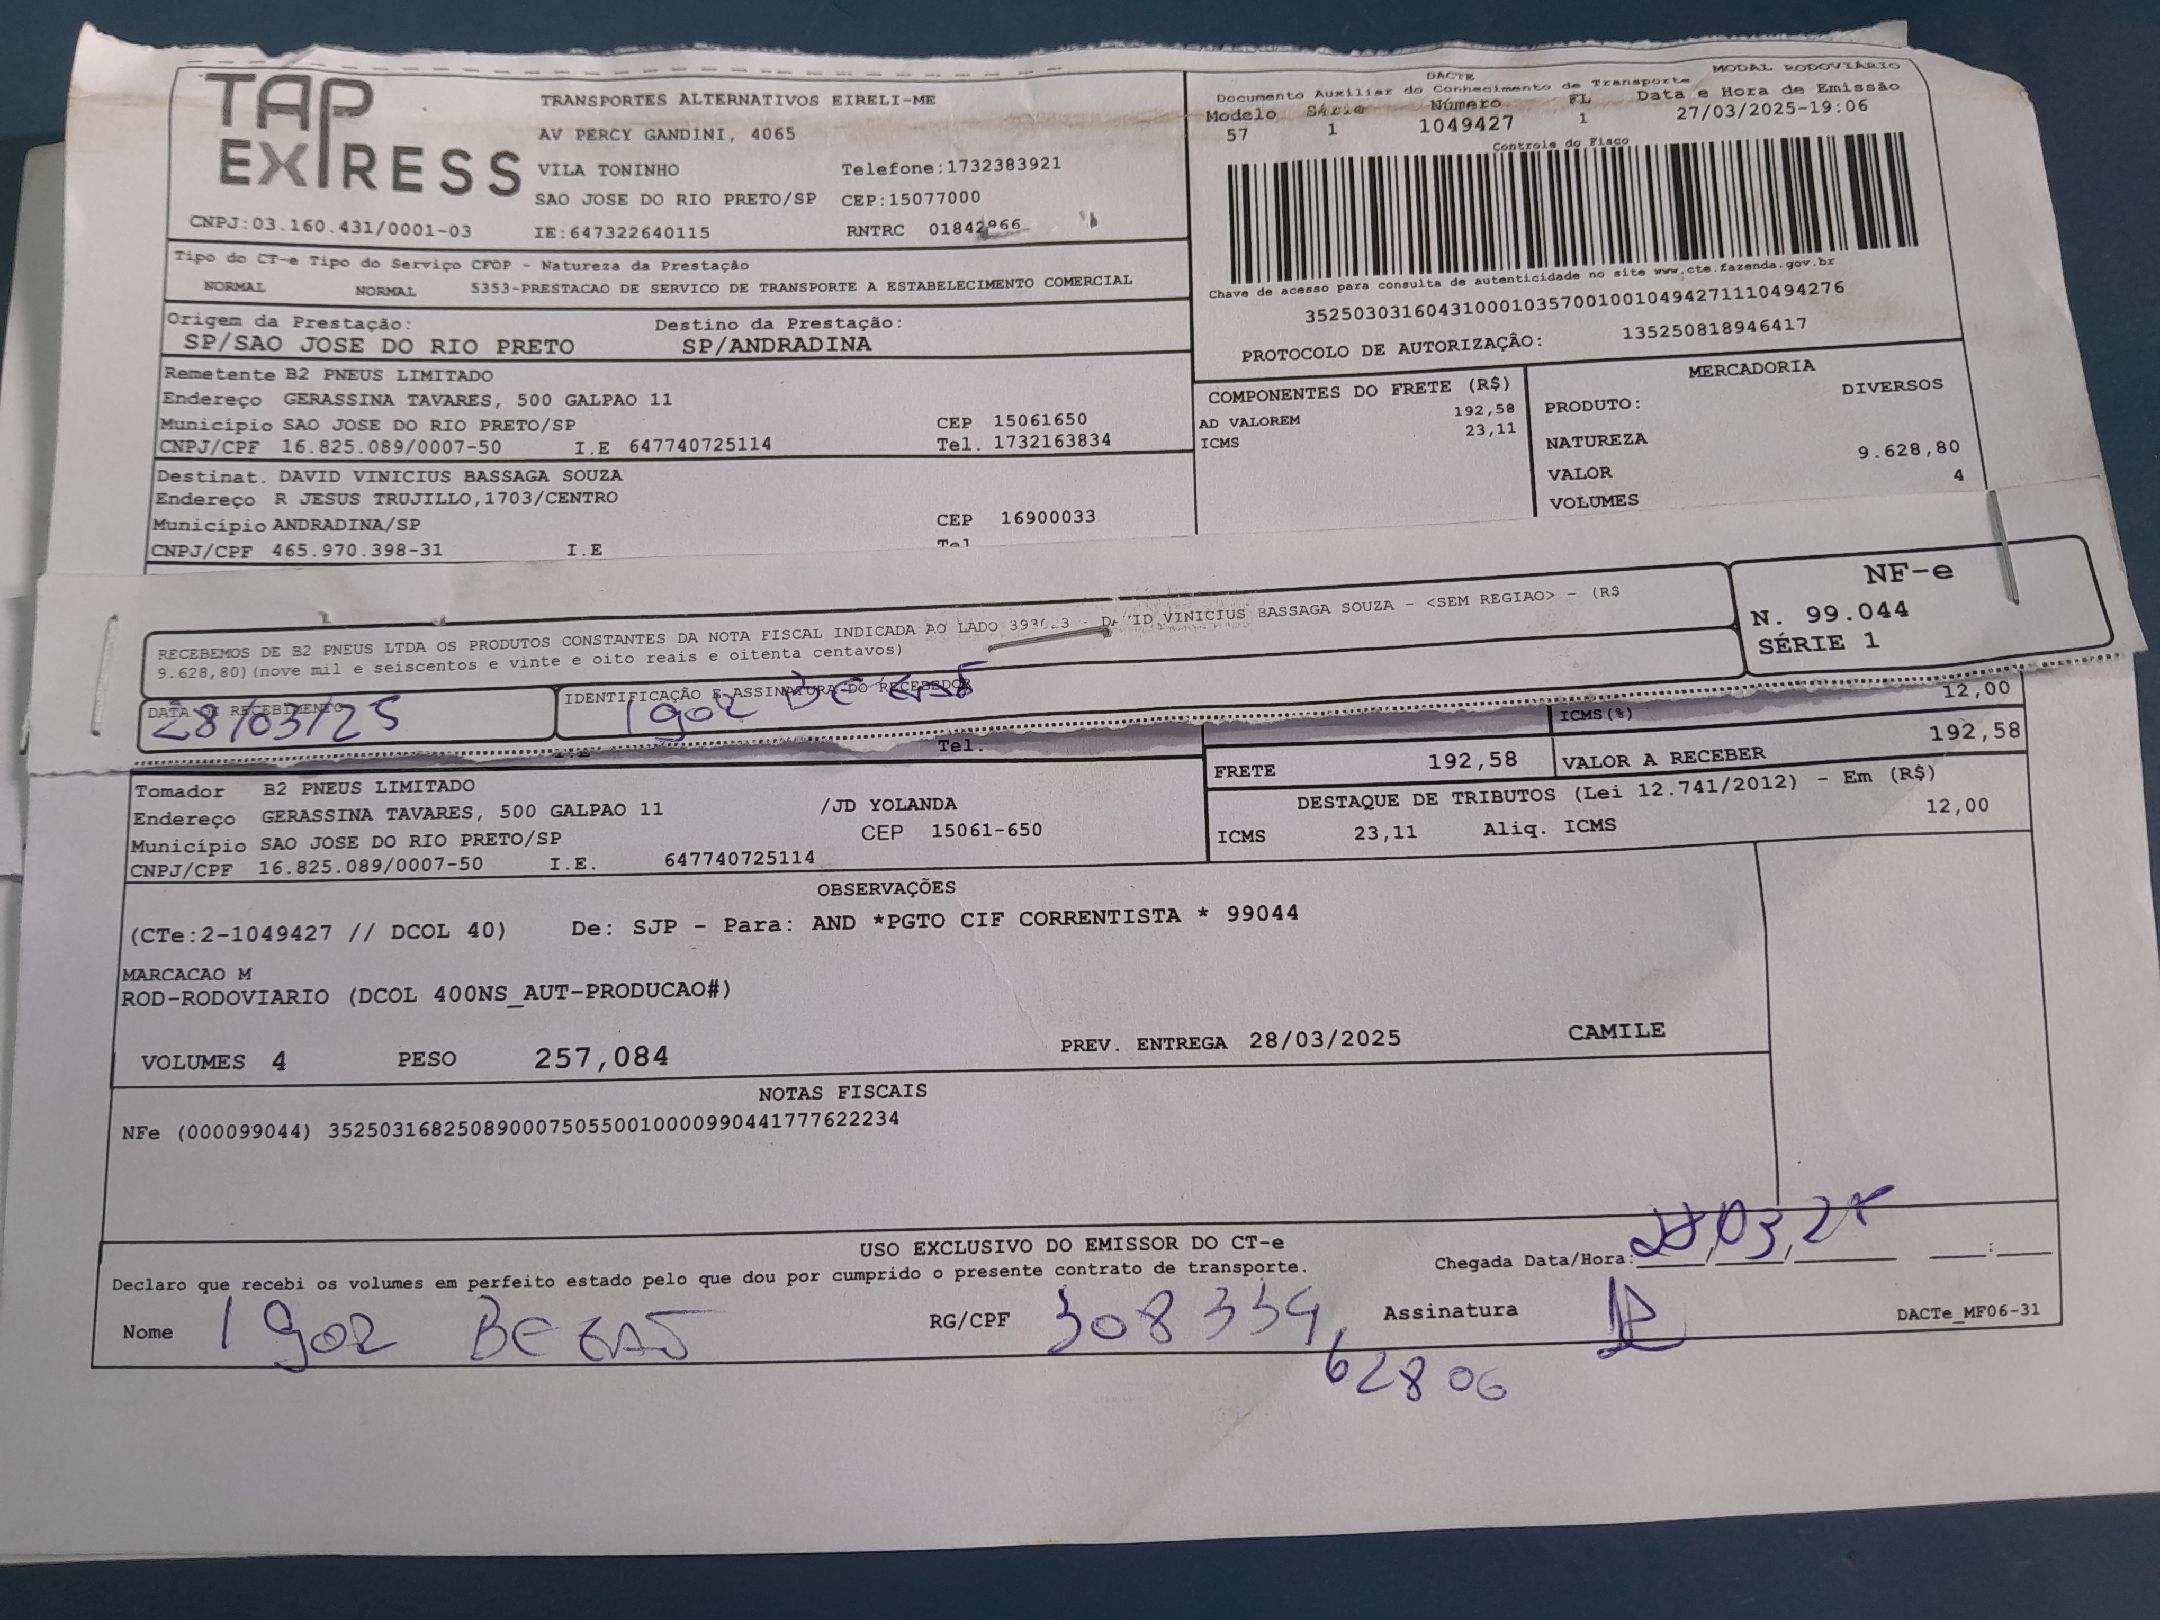 TAP EXPRESS
TRANSPORTES ALTERNATIVOS EIRELI-ME
AV PERCY GANDINI, 4065
VILA TONINHO Telefone:1732383921
SAO JOSE DO RIO PRETO/SP CEP:15077000
CNPJ:03.160.431/0001-03 IE:647322640115 RNTRC 01842966
Tipo do CT-e Tipo do Serviço CFOP - Natureza da Prestação
NORMAL NORMAL 5353-PRESTACAO DE SERVICO DE TRANSPORTE A ESTABELECIMENTO COMERCIAL
Origem da Prestação: Destino da Prestação:
SP/SAO JOSE DO RIO PRETO SP/ANDRADINA
Remetente B2 PNEUS LIMITADO
Endereço GERASSINA TAVARES, 500 GALPAO 11
Município SAO JOSE DO RIO PRETO/SP CEP 15061650
CNPJ/CPF 16.825.089/0007-50 I.E 647740725114 Tel. 1732163834
Destinat. DAVID VINICIUS BASSAGA SOUZA
Endereço R JESUS TRUJILLO,1703/CENTRO
Município ANDRADINA/SP CEP 16900033
CNPJ/CPF 465.970.398-31 I.E Tel
DACTE MODAL RODOVIÁRIO
Documento Auxiliar do Conhecimento de Transporte
Modelo Série Número FL Data e Hora de Emissão
57 1 1049427 1 27/03/2025-19:06
Controle do Fisco
Chave de acesso para consulta de autenticidade no site www.cte.fazenda.gov.br
35250303160431000103570010010494271110494276
PROTOCOLO DE AUTORIZAÇÃO: 135250818946417
COMPONENTES DO FRETE (R$)
AD VALOREM 192,58
ICMS 23,11
MERCADORIA
PRODUTO: DIVERSOS
NATUREZA
VALOR 9.628,80
VOLUMES 4
RECEBEMOS DE B2 PNEUS LTDA OS PRODUTOS CONSTANTES DA NOTA FISCAL INDICADA AO LADO - DAVID VINICIUS BASSAGA SOUZA - <SEM REGIAO> - (R$
9.628,80)(nove mil e seiscentos e vinte e oito reais e oitenta centavos)
NF-e
N. 99.044
SÉRIE 1
DATA DE RECEBIMENTO IDENTIFICAÇÃO E ASSINATURA DO RECEBEDOR
28/03/25 Igor
I.E Tel. ICMS(%) 12,00
FRETE 192,58 VALOR A RECEBER 192,58
Tomador B2 PNEUS LIMITADO
Endereço GERASSINA TAVARES, 500 GALPAO 11 /JD YOLANDA
Município SAO JOSE DO RIO PRETO/SP CEP 15061-650
CNPJ/CPF 16.825.089/0007-50 I.E. 647740725114
DESTAQUE DE TRIBUTOS (Lei 12.741/2012) - Em (R$)
ICMS 23,11 Aliq. ICMS 12,00
OBSERVAÇÕES
(CTe:2-1049427 // DCOL 40) De: SJP - Para: AND *PGTO CIF CORRENTISTA * 99044
MARCACAO M
ROD-RODOVIARIO (DCOL 400NS_AUT-PRODUCAO#)
VOLUMES 4 PESO 257,084 PREV. ENTREGA 28/03/2025 CAMILE
NOTAS FISCAIS
NFe (000099044) 35250316825089000750550010000990441777622234
USO EXCLUSIVO DO EMISSOR DO CT-e
Declaro que recebi os volumes em perfeito estado pelo que dou por cumprido o presente contrato de transporte. Chegada Data/Hora: 28,03,25
Nome Igor RG/CPF 308 334, Assinatura DACTe_MF06-31
62806